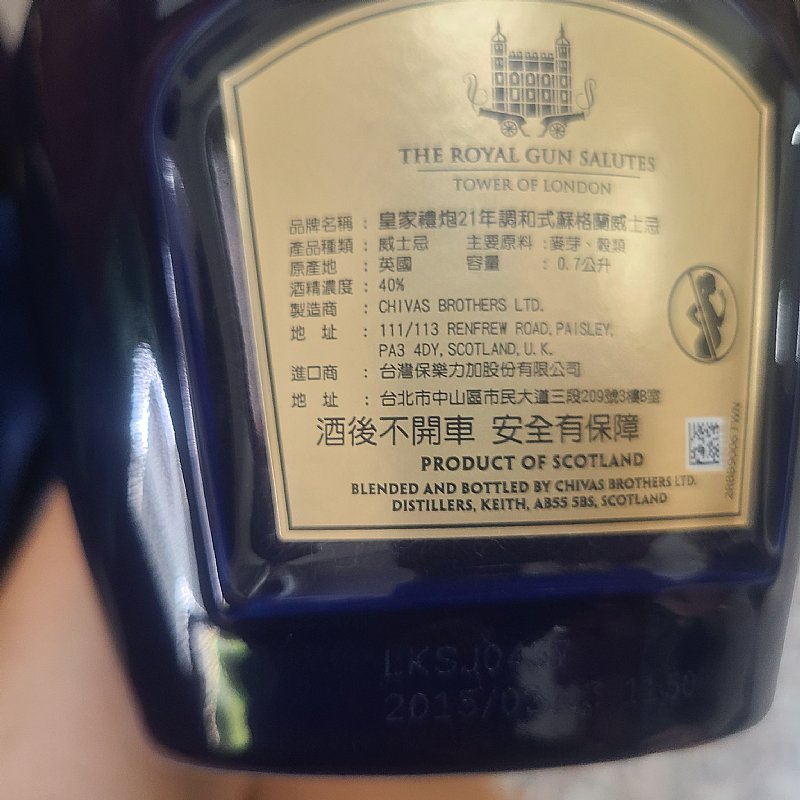 THE ROYAL GUN SALUTES
TOWER OF LONDON
品牌名稱 : 皇家禮炮21年調和式蘇格蘭威士忌
產品種類 : 威士忌 主要原料 : 麥芽、穀類
原產地 : 英國 容量 : 0.7公升
酒精濃度 : 40%
製造商 : CHIVAS BROTHERS LTD.
地 址 : 111/113 RENFREW ROAD, PAISLEY,
PA3 4DY, SCOTLAND, U.K.
進口商 : 台灣保樂力加股份有限公司
地 址 : 台北市中山區市民大道三段209號3樓B室
酒後不開車 安全有保障
PRODUCT OF SCOTLAND
BLENDED AND BOTTLED BY CHIVAS BROTHERS LTD.
DISTILLERS, KEITH, AB55 5BS, SCOTLAND